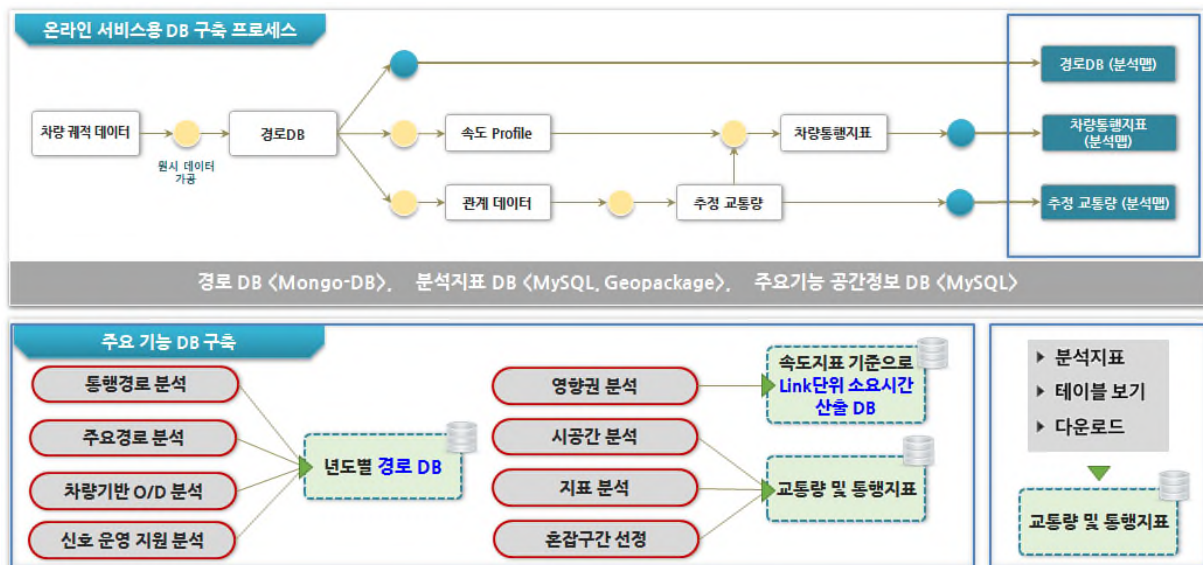 온라인 서비스용 DB 구축 프로세스
경로DB (분석맵)
차량 궤적 데이터
경로DB
속도 Profile
차량통행지표
차량통행지표
(분석맵)
원시 데이터
가공
관계 데이터
추정 교통량
추정 교통량 (분석맵)
경로 DB <Mongo-DB>, 분석지표 DB <MySQL, Geopackage>, 주요기능 공간정보 DB <MySQL>
주요 기능 DB 구축
통행경로 분석
주요경로 분석
차량기반 O/D 분석
신호 운영 지원 분석
년도별 경로 DB
영향권 분석
시공간 분석
지표 분석
혼잡구간 선정
속도지표 기준으로
Link단위 소요시간
산출 DB
교통량 및 통행지표
▶ 분석지표
▶ 테이블 보기
▶ 다운로드
교통량 및 통행지표